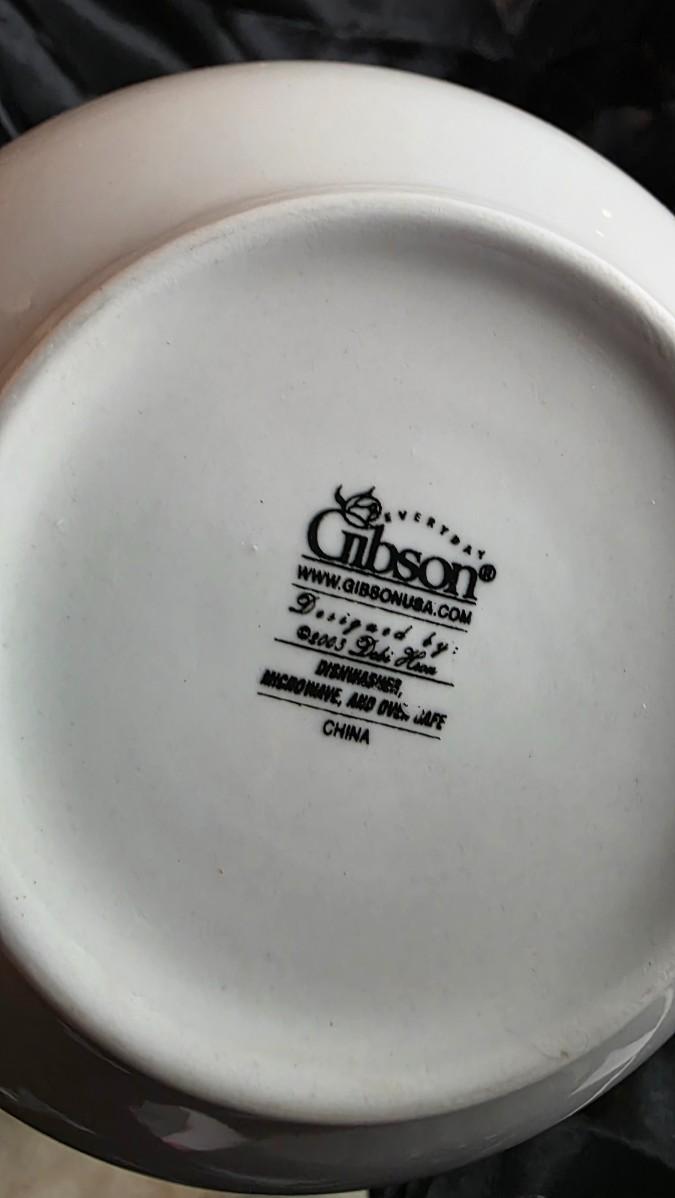 EVERYDAY
Gibson®
WWW.GIBSONUSA.COM
Designed by:
©2003 Debi Hron
DISHWASHER,
MICROWAVE, AND OVEN SAFE
CHINA